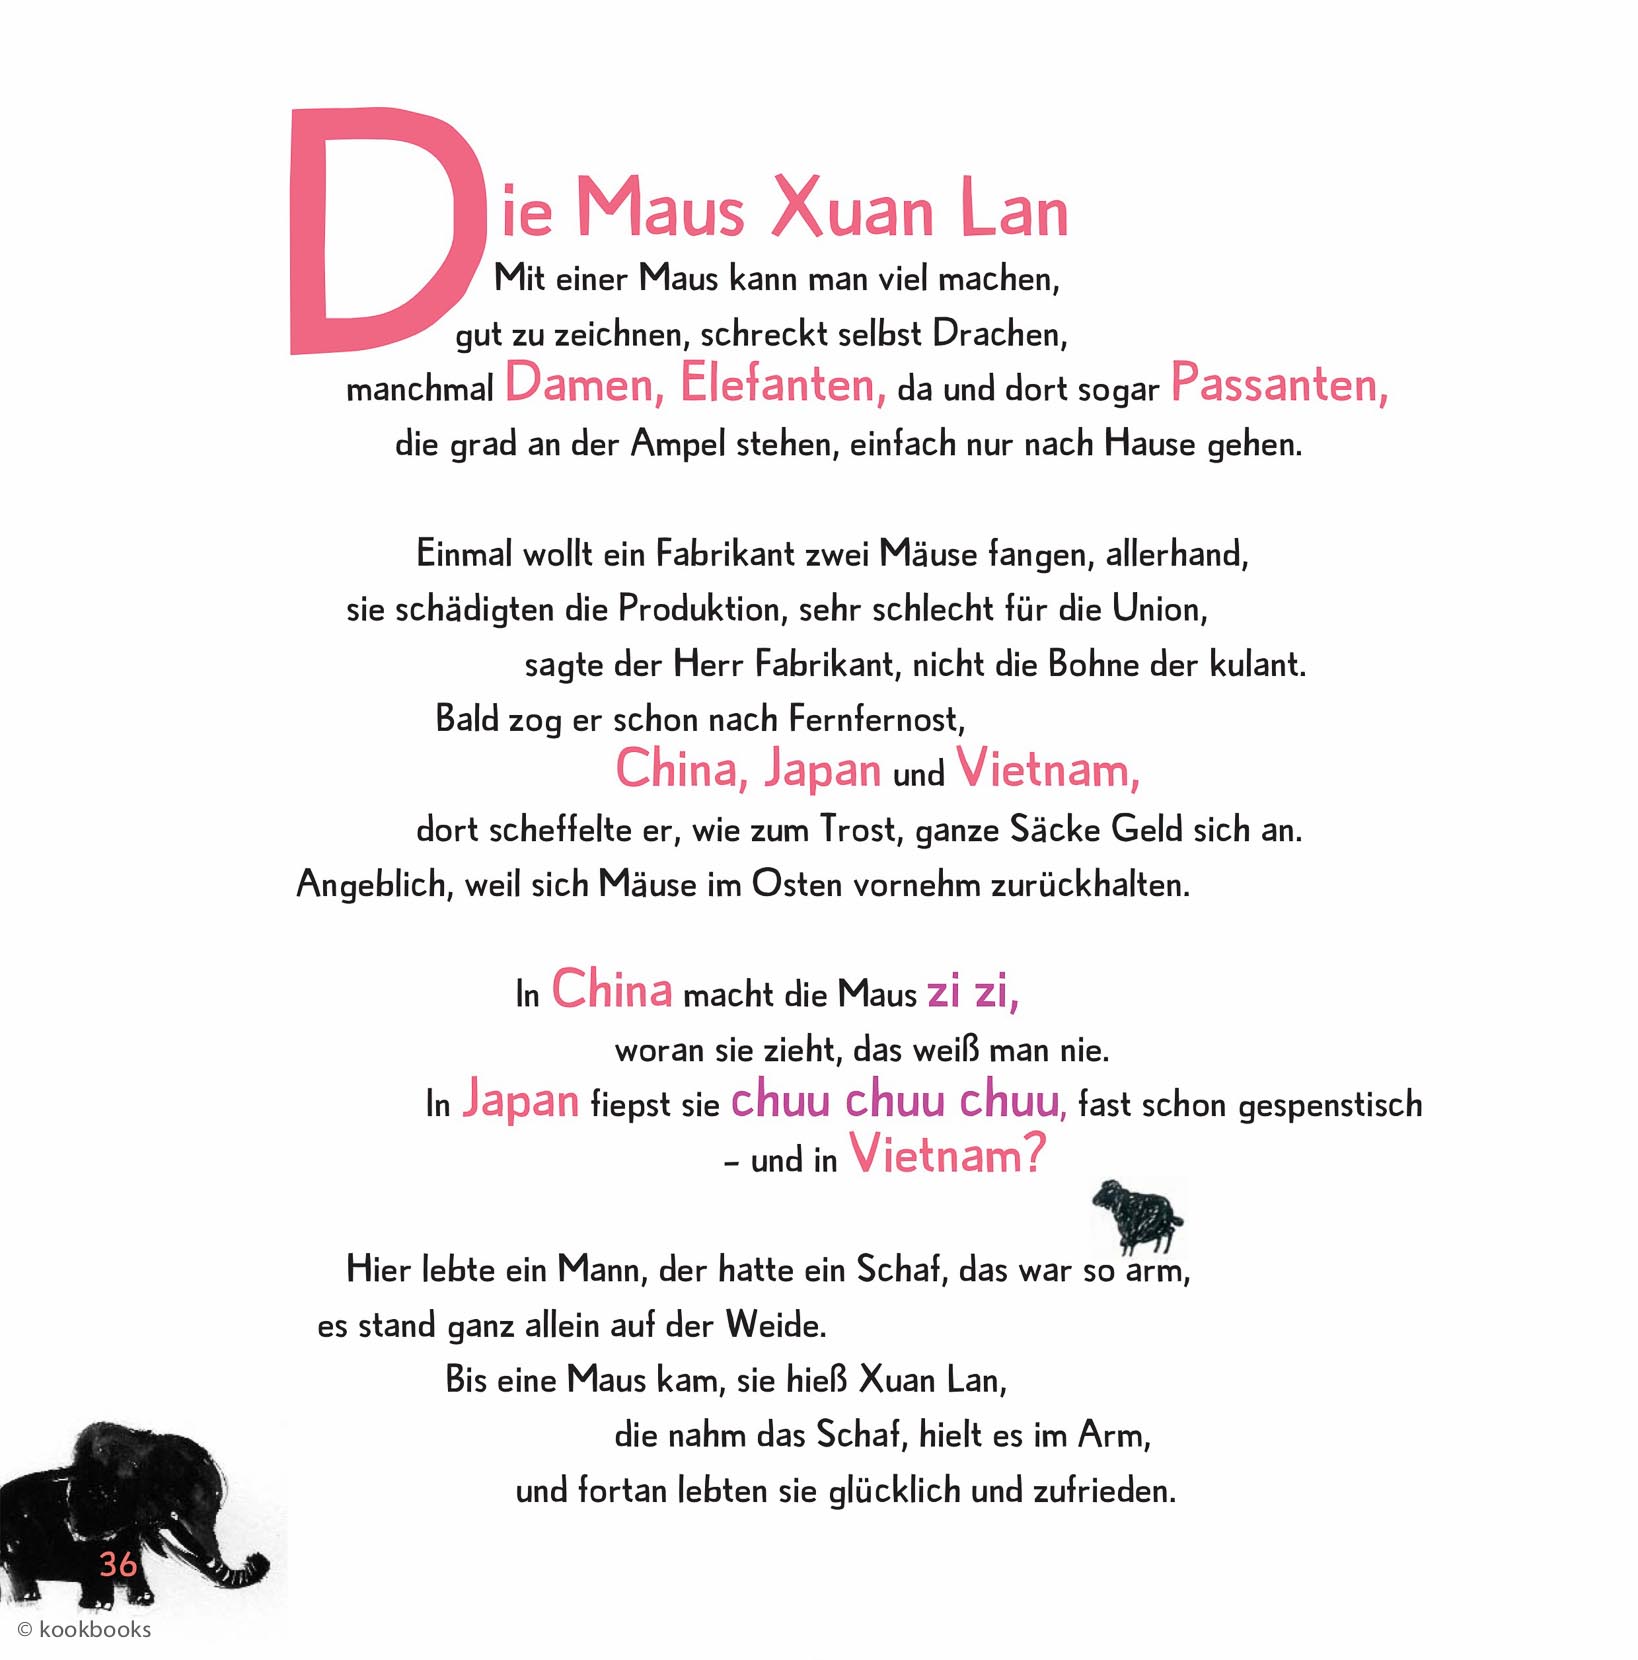 Die Maus Xuan Lan
Mit einer Maus kann man viel machen,
gut zu zeichnen, schreckt selbst Drachen,
manchmal Damen, Elefanten, da und dort sogar Passanten,
die grad an der Ampel stehen, einfach nur nach Hause gehen.
Einmal wollt ein Fabrikant zwei Mäuse fangen, allerhand,
sie schädigten die Produktion, sehr schlecht für die Union,
sagte der Herr Fabrikant, nicht die Bohne der kulant.
Bald zog er schon nach Fernfernost,
China, Japan und Vietnam,
dort scheffelte er, wie zum Trost, ganze Säcke Geld sich an.
Angeblich, weil sich Mäuse im Osten vornehm zurückhalten.
In China macht die Maus zi zi,
woran sie zieht, das weiß man nie.
In Japan fiepst sie chuu chuu chuu, fast schon gespenstisch
– und in Vietnam?
Hier lebte ein Mann, der hatte ein Schaf, das war so arm,
es stand ganz allein auf der Weide.
Bis eine Maus kam, sie hieß Xuan Lan,
die nahm das Schaf, hielt es im Arm,
und fortan lebten sie glücklich und zufrieden.
36
© kookbooks